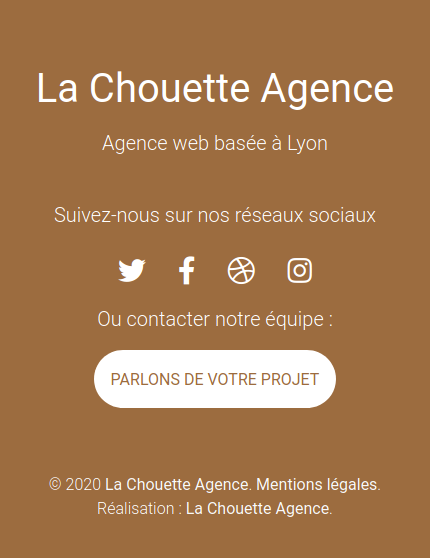 La Chouette Agence
Agence web basée à Lyon
Suivez-nous sur nos réseaux sociaux
Ou contacter notre équipe :
PARLONS DE VOTRE PROJET
© 2020 La Chouette Agence. Mentions légales.
Réalisation : La Chouette Agence.